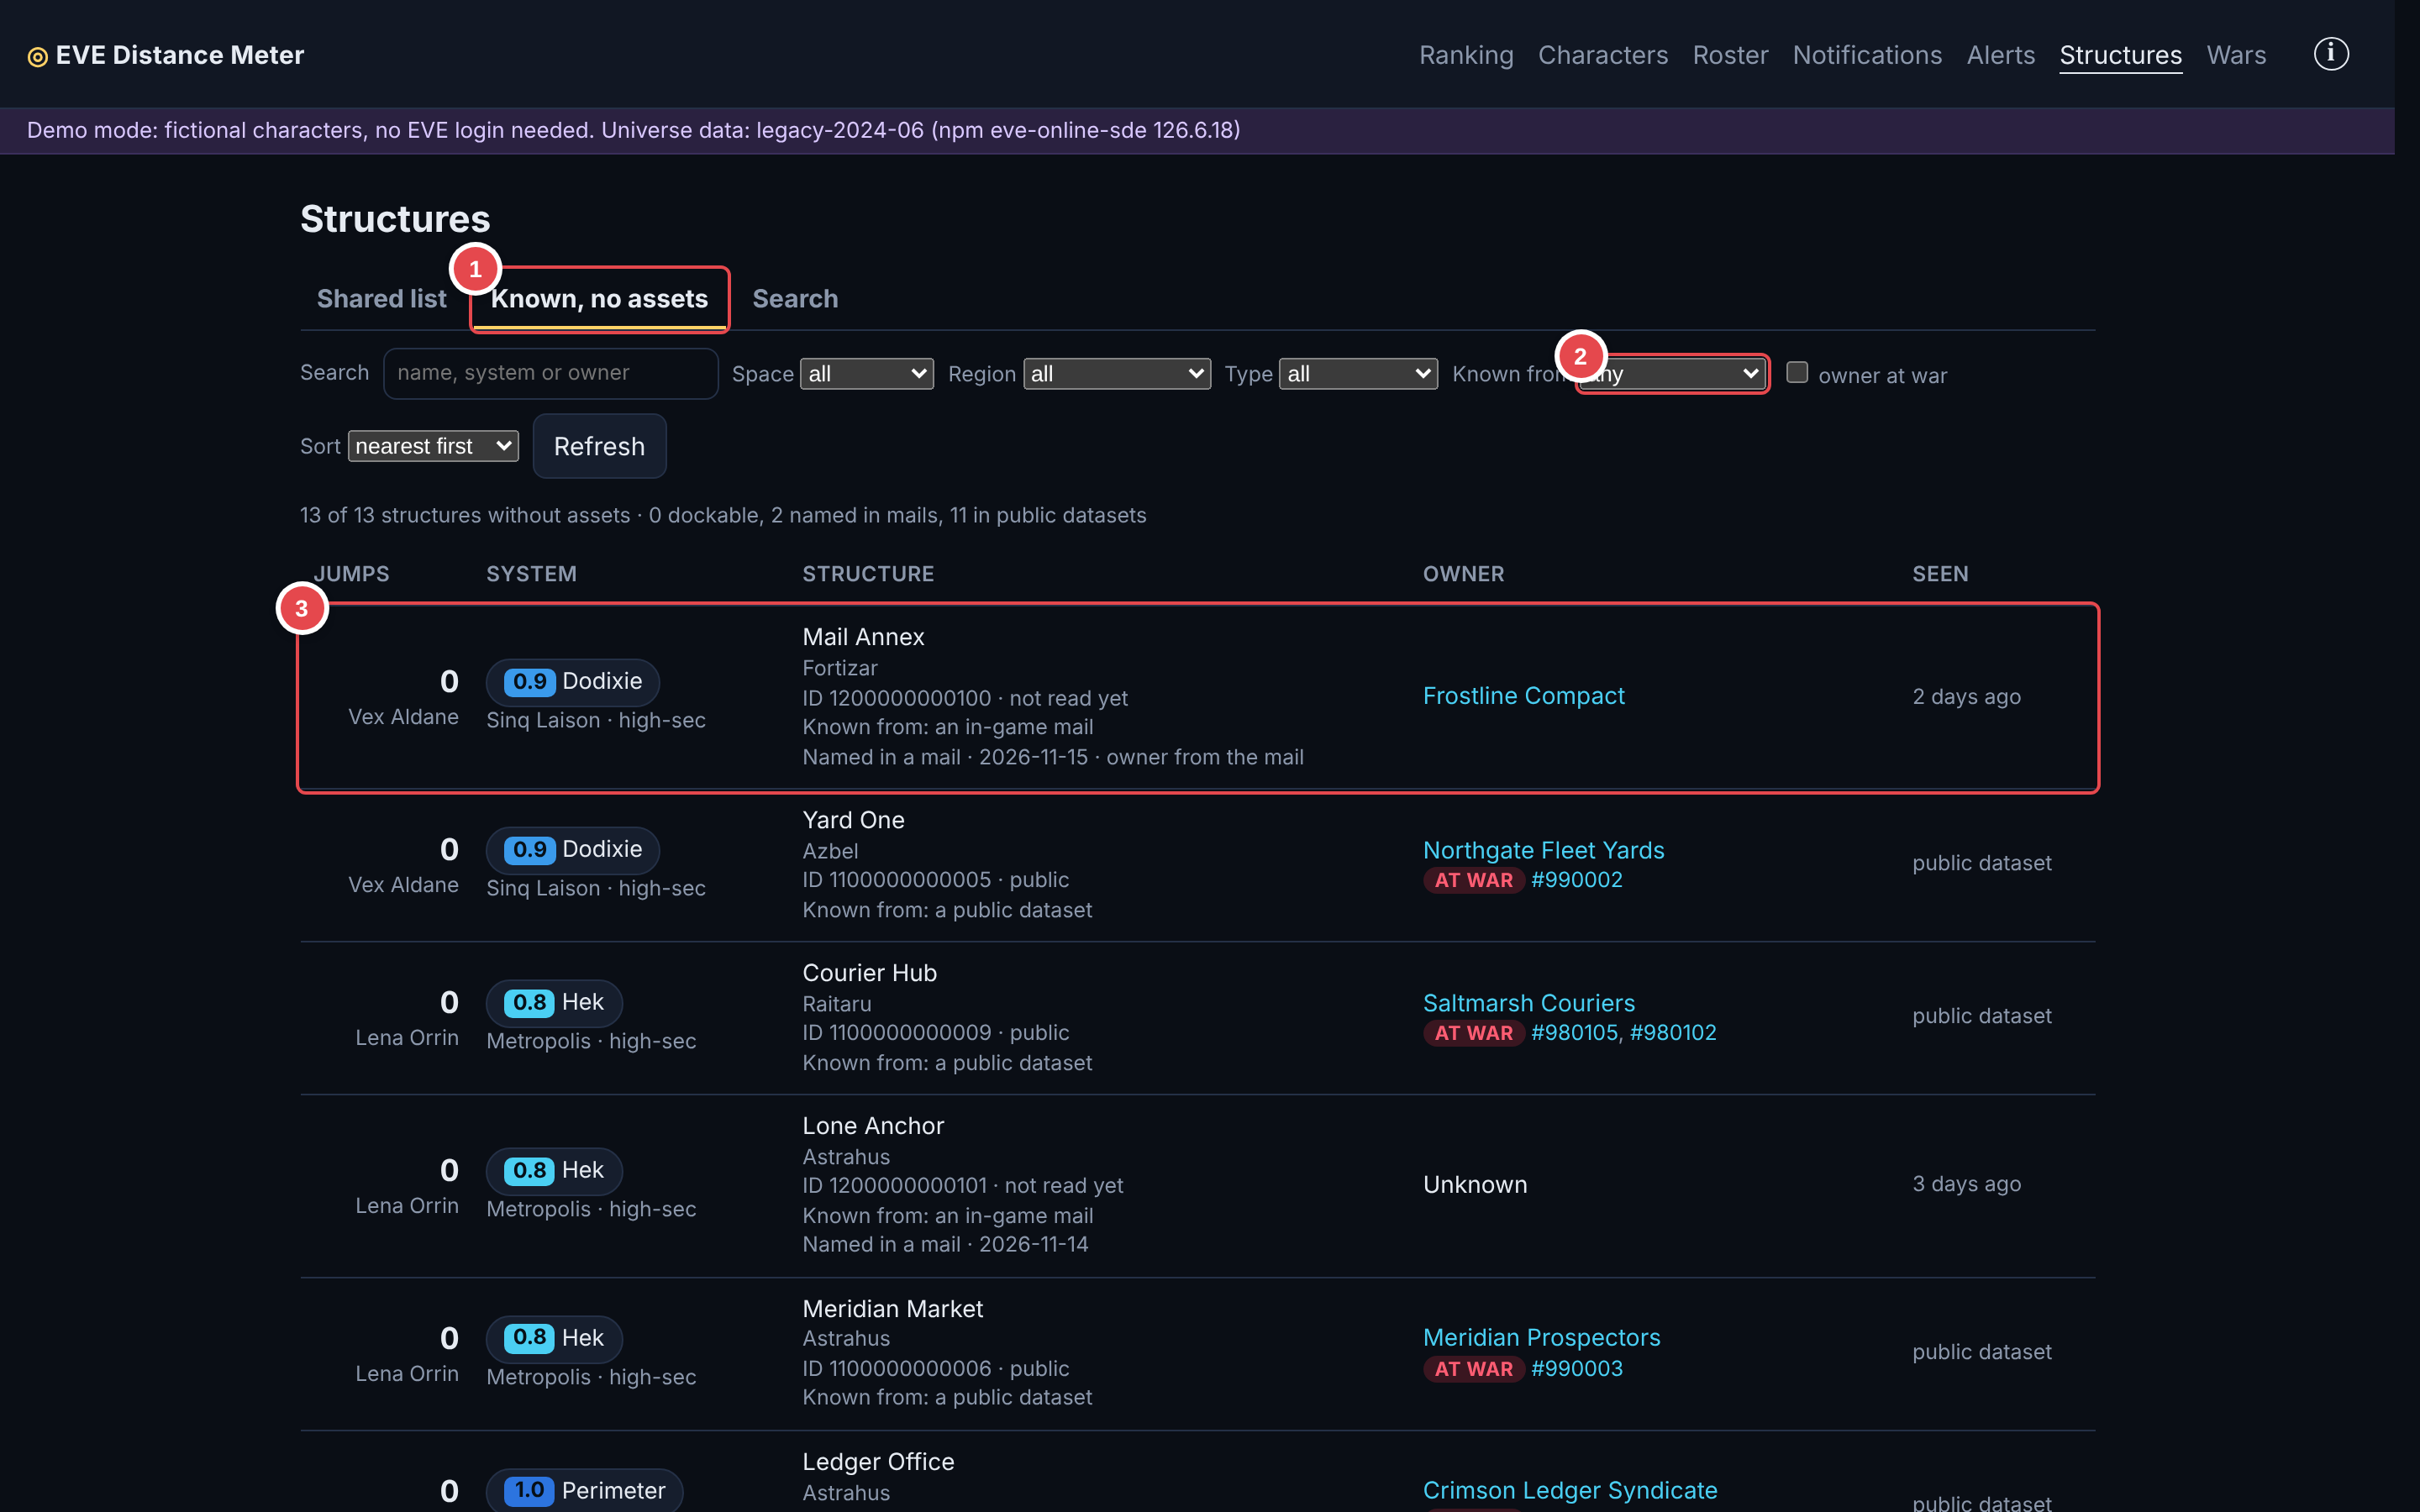 EVE Distance Meter
Ranking Characters Roster Notifications Alerts Structures Wars i
Demo mode: fictional characters, no EVE login needed. Universe data: legacy-2024-06 (npm eve-online-sde 126.6.18)
Structures
1
Shared list Known, no assets Search
2
Search name, system or owner Space all Region all Type all Known from owner at war
Sort nearest first Refresh
13 of 13 structures without assets · 0 dockable, 2 named in mails, 11 in public datasets
JUMPS SYSTEM STRUCTURE OWNER SEEN
3
0 Vex Aldane
0.9 Dodixie
Sinq Laison · high-sec
Mail Annex
Fortizar
ID 1200000000100 · not read yet
Known from: an in-game mail
Named in a mail · 2026-11-15 · owner from the mail
Frostline Compact
2 days ago
0 Vex Aldane
0.9 Dodixie
Sinq Laison · high-sec
Yard One
Azbel
ID 1100000000005 · public
Known from: a public dataset
Northgate Fleet Yards
AT WAR #990002
public dataset
0 Lena Orrin
0.8 Hek
Metropolis · high-sec
Courier Hub
Raitaru
ID 1100000000009 · public
Known from: a public dataset
Saltmarsh Couriers
AT WAR #980105, #980102
public dataset
0 Lena Orrin
0.8 Hek
Metropolis · high-sec
Lone Anchor
Astrahus
ID 1200000000101 · not read yet
Known from: an in-game mail
Named in a mail · 2026-11-14
Unknown
3 days ago
0 Lena Orrin
0.8 Hek
Metropolis · high-sec
Meridian Market
Astrahus
ID 1100000000006 · public
Known from: a public dataset
Meridian Prospectors
AT WAR #990003
public dataset
0
1.0 Perimeter
Ledger Office
Astrahus
Crimson Ledger Syndicate
public dataset